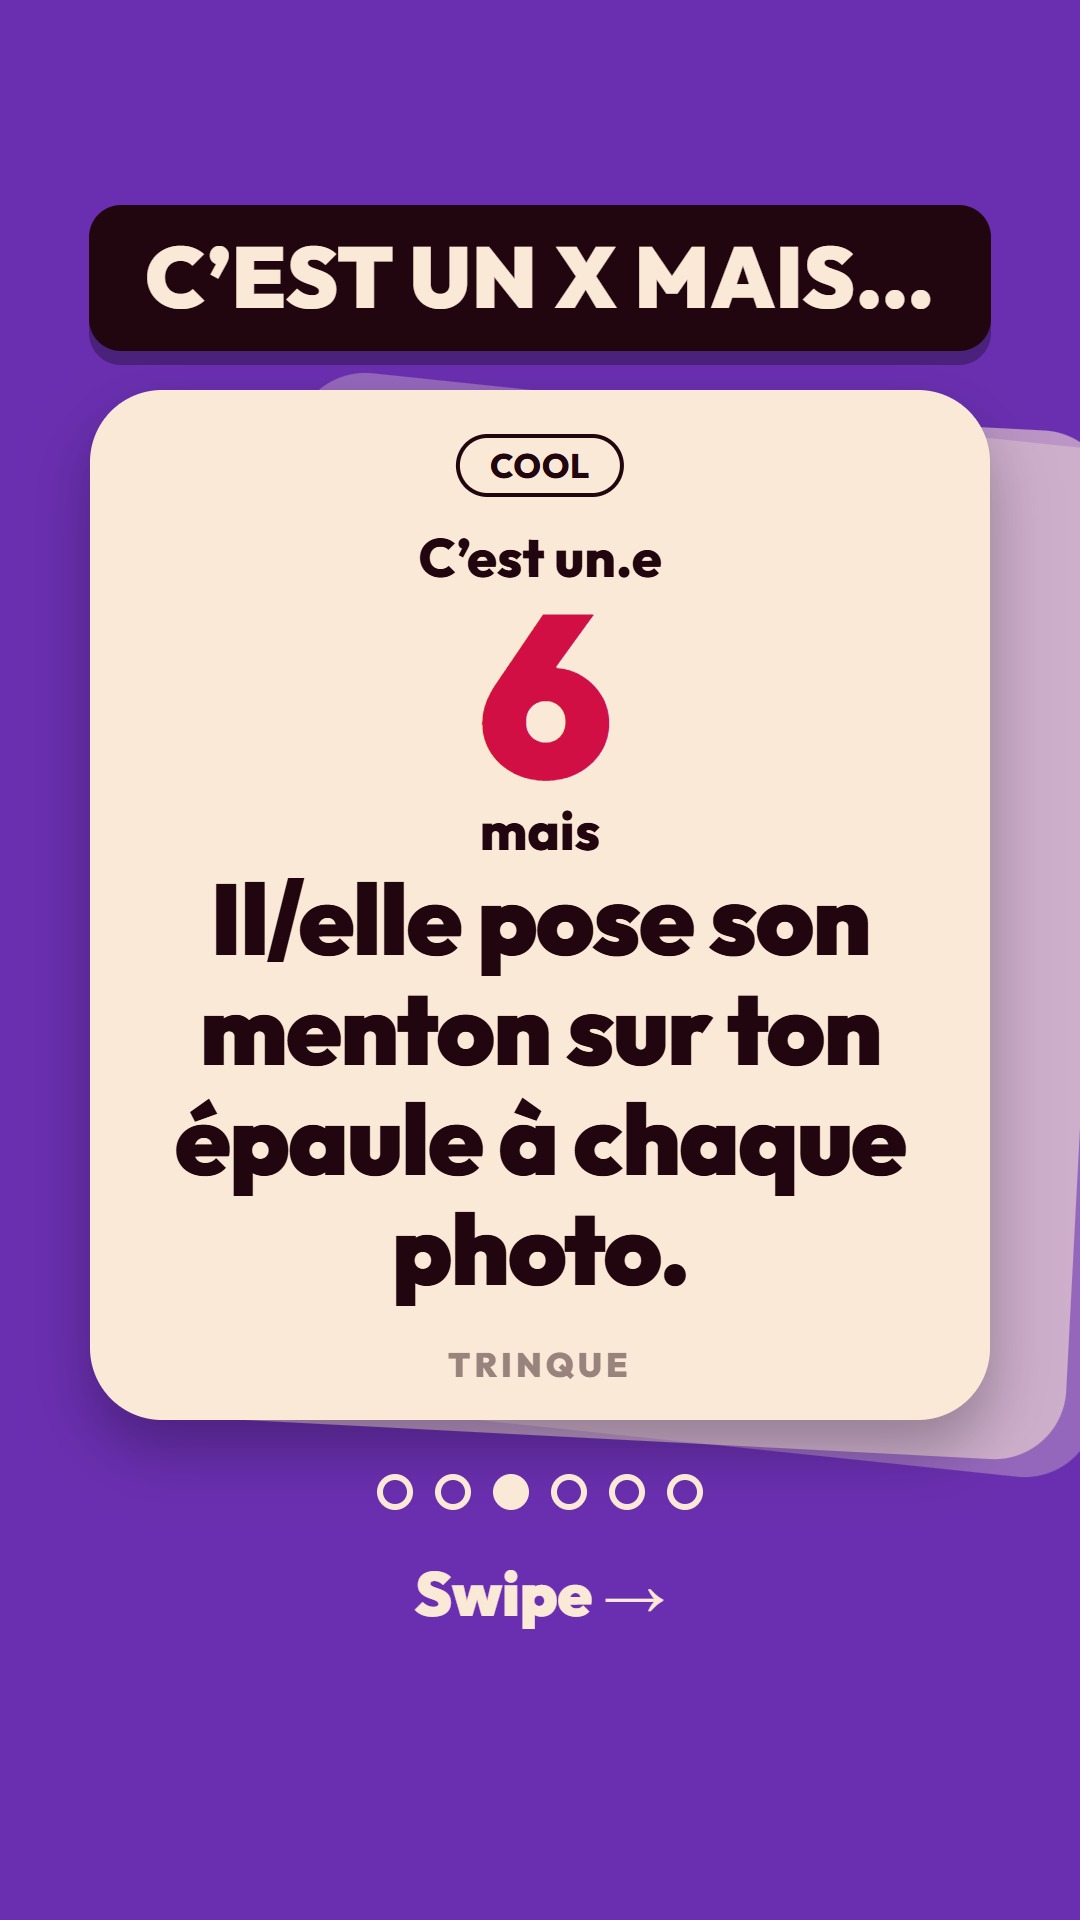 C’EST UN X MAIS...
COOL
C’est un.e
6
mais
Il/elle pose son
menton sur ton
épaule à chaque
photo.
TRINQUE
Swipe →